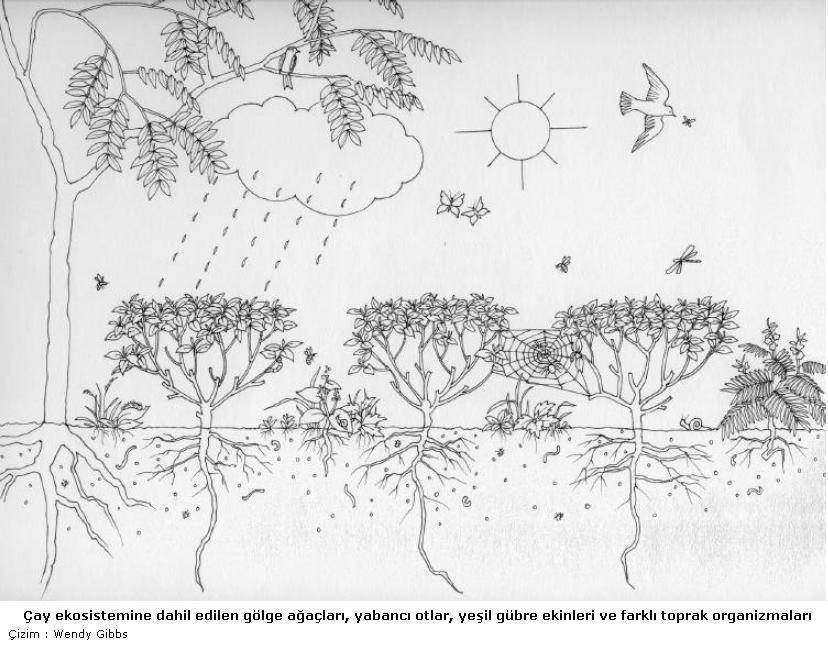 Çay ekosistemine dahil edilen gölge ağaçları, yabancı otlar, yeşil gübre ekinleri ve farklı toprak organizmaları
Çizim : Wendy Gibbs